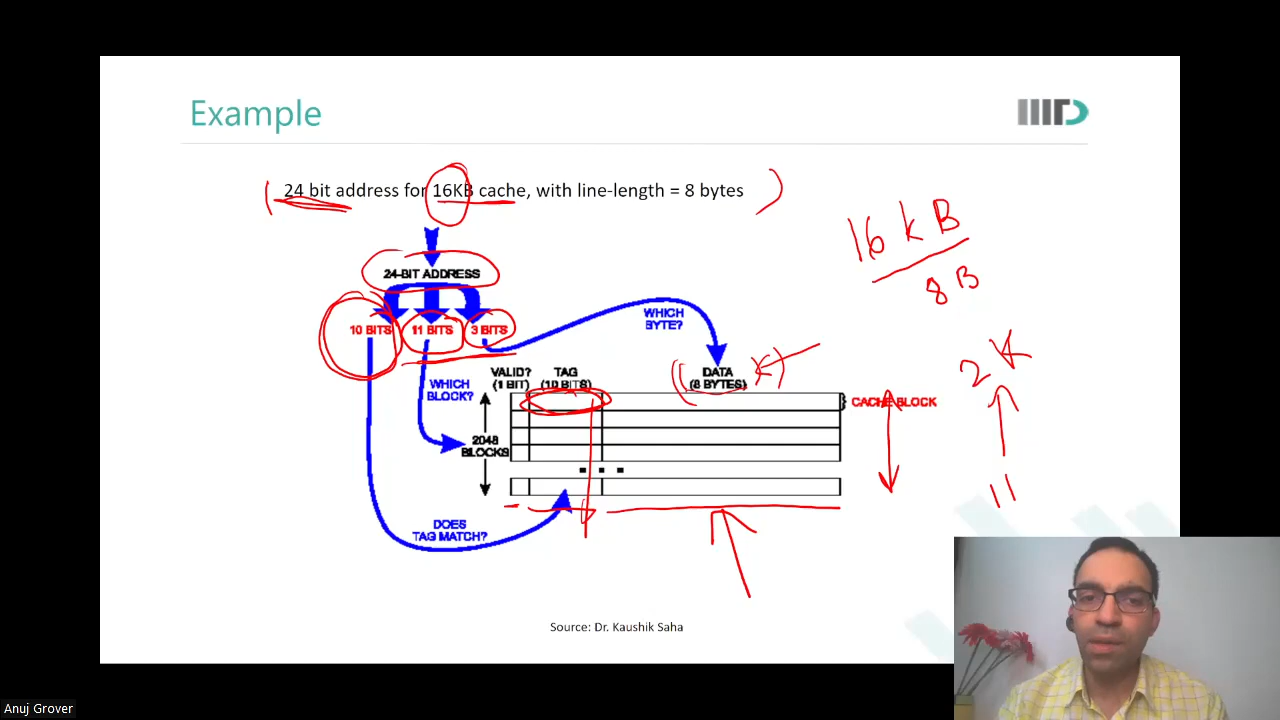 Example
IIITD
24 bit address for 16KB cache, with line-length = 8 bytes
16 kB
8 B
24-BIT ADDRESS
10 BITS 11 BITS 3 BITS
WHICH BYTE?
2 K
11
VALID? (1 BIT)
TAG (10 BITS)
DATA (8 BYTES)
WHICH BLOCK?
CACHE BLOCK
2048 BLOCKS
DOES TAG MATCH?
Source: Dr. Kaushik Saha
Anuj Grover